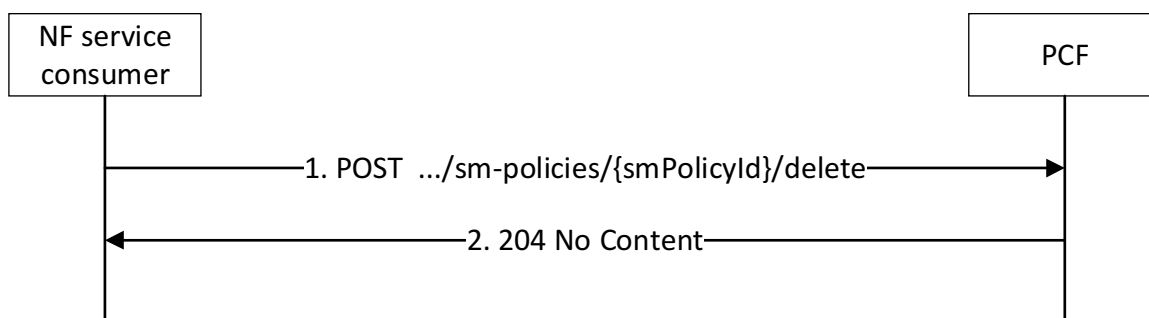 NF service
consumer
PCF
1. POST .../sm-policies/{smPolicyId}/delete
2. 204 No Content